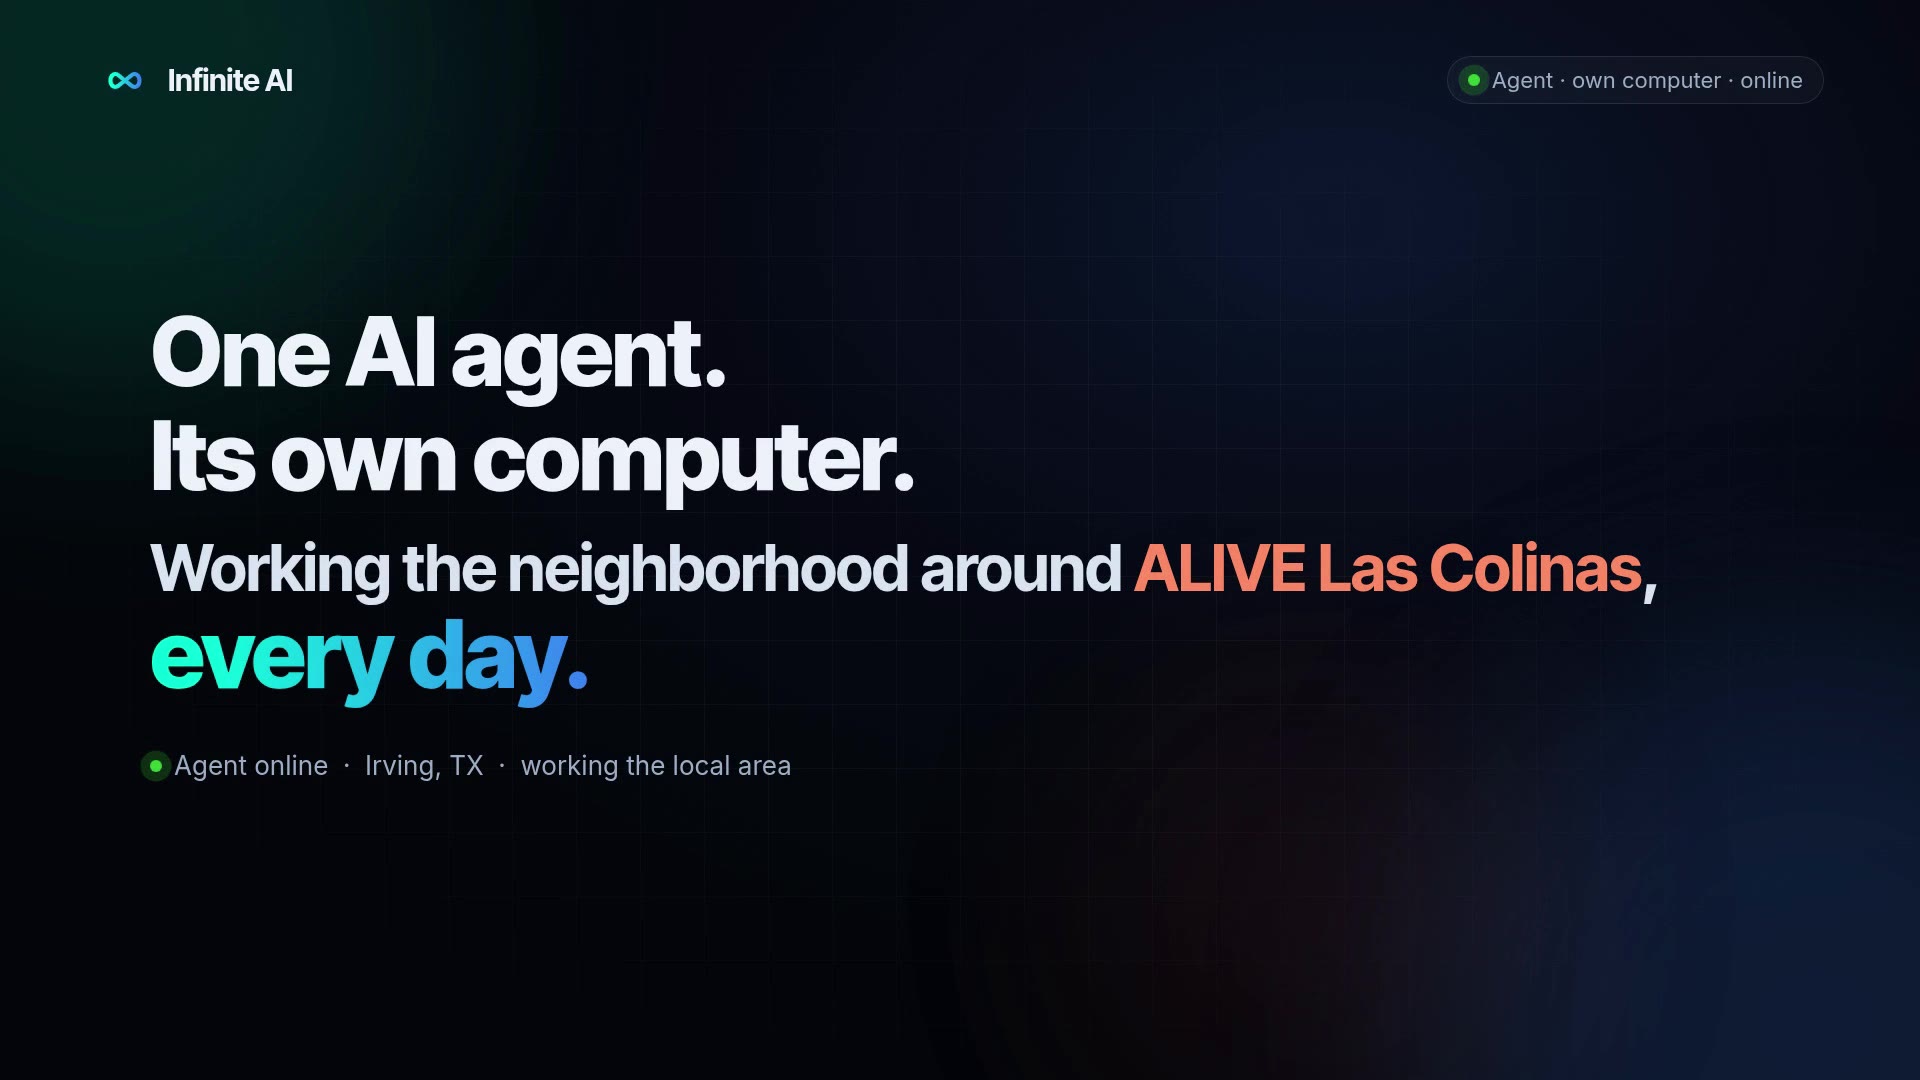 Infinite AI
Agent · own computer · online
One AI agent.
Its own computer.
Working the neighborhood around ALIVE Las Colinas,
every day.
Agent online · Irving, TX · working the local area